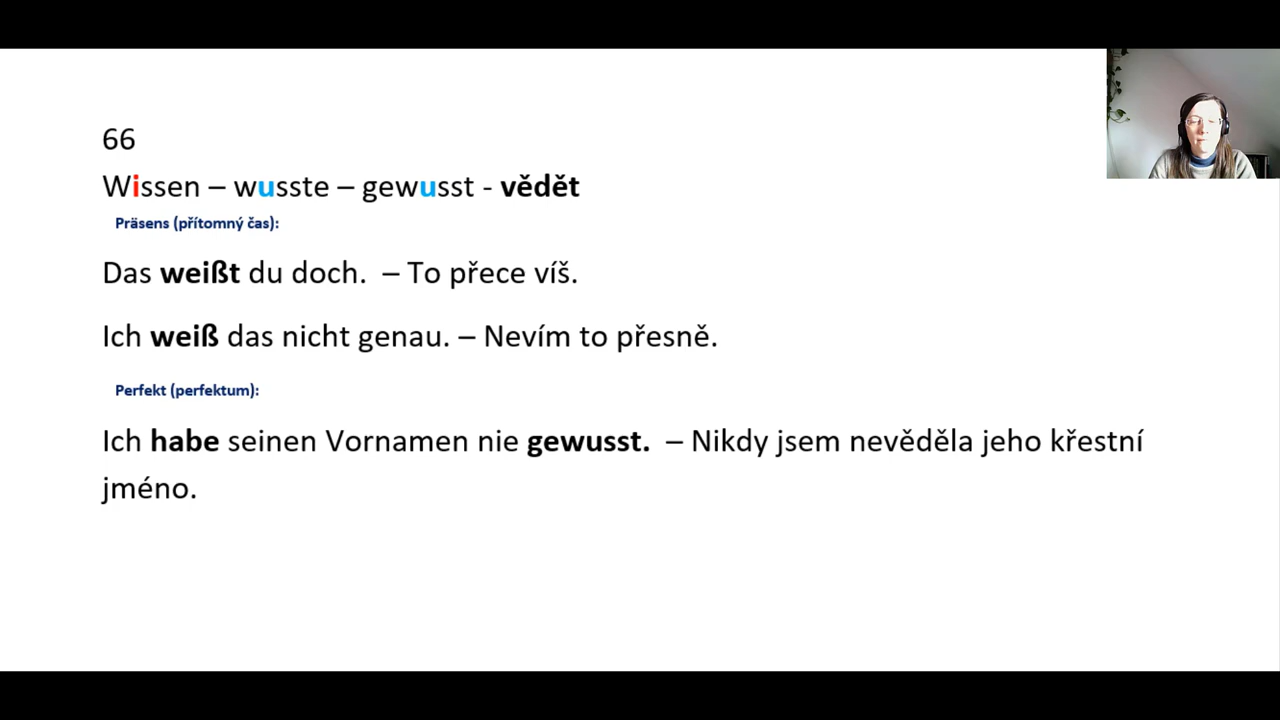 66
Wissen – wusste – gewusst - vědět
Präsens (přítomný čas):
Das weißt du doch. – To přece víš.
Ich weiß das nicht genau. – Nevím to přesně.
Perfekt (perfektum):
Ich habe seinen Vornamen nie gewusst. – Nikdy jsem nevěděla jeho křestní
jméno.